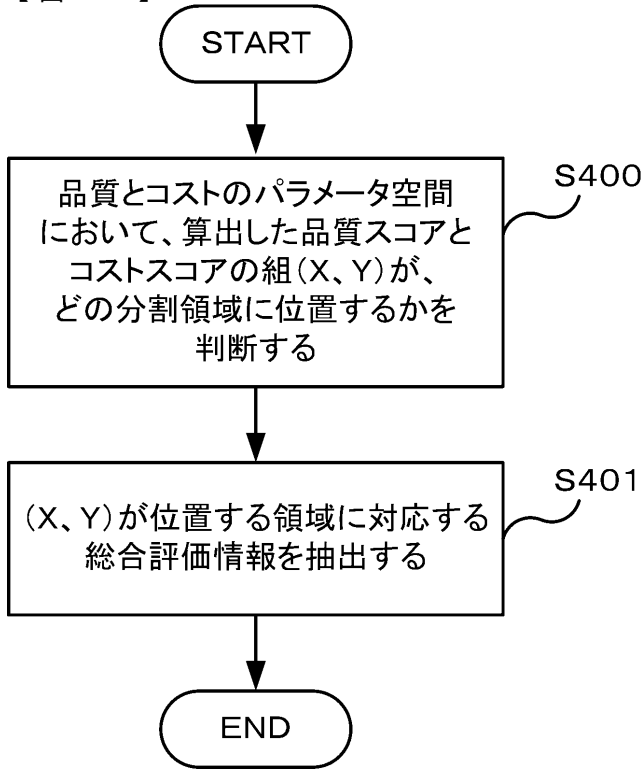 START
品質とコストのパラメータ空間
において、算出した品質スコアと
コストスコアの組(X、Y)が、
どの分割領域に位置するかを
判断する
S400
(X、Y)が位置する領域に対応する
総合評価情報を抽出する
S401
END